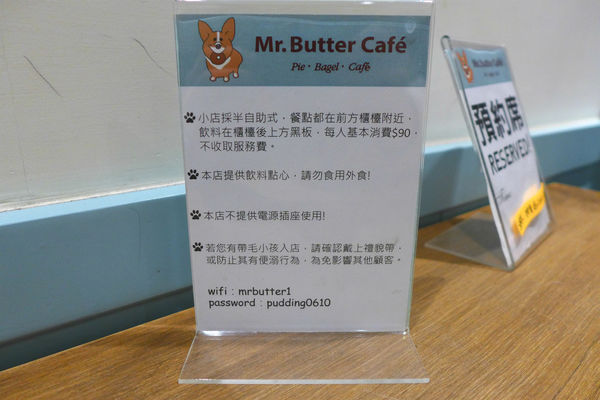 Mr. Butter Café
Pie · Bagel · Café
小店採半自助式，餐點都在前方櫃檯附近，
飲料在櫃檯後上方黑板，每人基本消費$90，
不收取服務費。
本店提供飲料點心，請勿食用外食!
本店不提供電源插座使用!
若您有帶毛小孩入店，請確認戴上禮貌帶，
或防止其有便溺行為，為免影響其他顧客。
wifi：mrbutter1
password：pudding0610
Mr. Butter Café
預約席
RESERVED